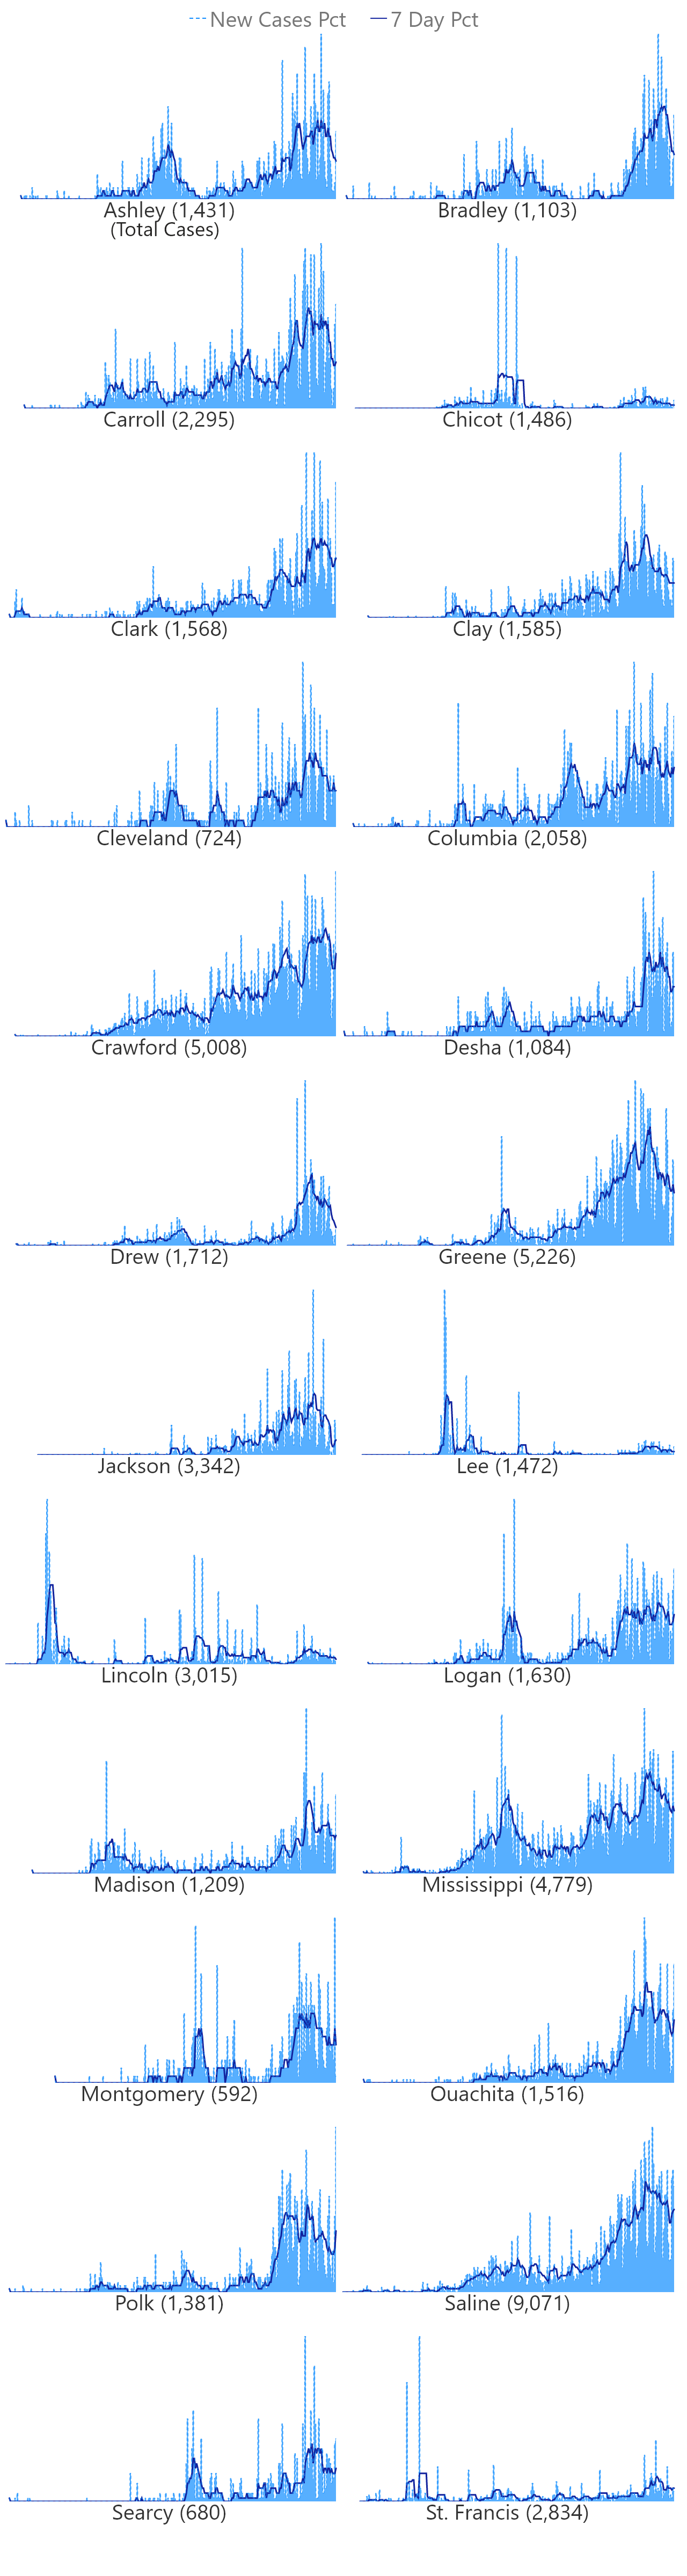 New Cases Pct 7 Day Pct
Ashley (1,431) Bradley (1,103)
(Total Cases)
Carroll (2,295) Chicot (1,486)
Clark (1,568) Clay (1,585)
Cleveland (724) Columbia (2,058)
Crawford (5,008) Desha (1,084)
Drew (1,712) Greene (5,226)
Jackson (3,342) Lee (1,472)
Lincoln (3,015) Logan (1,630)
Madison (1,209) Mississippi (4,779)
Montgomery (592) Ouachita (1,516)
Polk (1,381) Saline (9,071)
Searcy (680) St. Francis (2,834)